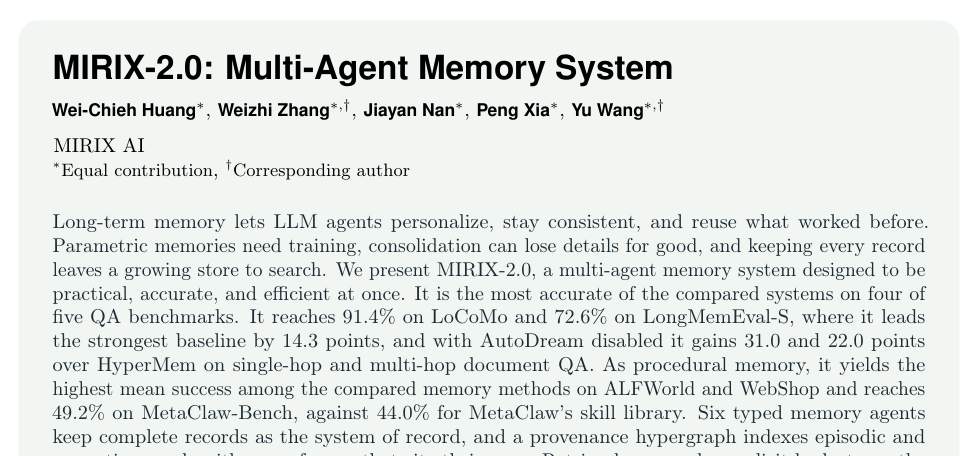 MIRIX-2.0: Multi-Agent Memory System
Wei-Chieh Huang*, Weizhi Zhang*,†, Jiayan Nan*, Peng Xia*, Yu Wang*,†
MIRIX AI
*Equal contribution, †Corresponding author
Long-term memory lets LLM agents personalize, stay consistent, and reuse what worked before.
Parametric memories need training, consolidation can lose details for good, and keeping every record
leaves a growing store to search. We present MIRIX-2.0, a multi-agent memory system designed to be
practical, accurate, and efficient at once. It is the most accurate of the compared systems on four of
five QA benchmarks. It reaches 91.4% on LoCoMo and 72.6% on LongMemEval-S, where it leads
the strongest baseline by 14.3 points, and with AutoDream disabled it gains 31.0 and 22.0 points
over HyperMem on single-hop and multi-hop document QA. As procedural memory, it yields the
highest mean success among the compared memory methods on ALFWorld and WebShop and reaches
49.2% on MetaClaw-Bench, against 44.0% for MetaClaw's skill library. Six typed memory agents
keep complete records as the system of record, and a provenance hypergraph indexes episodic and